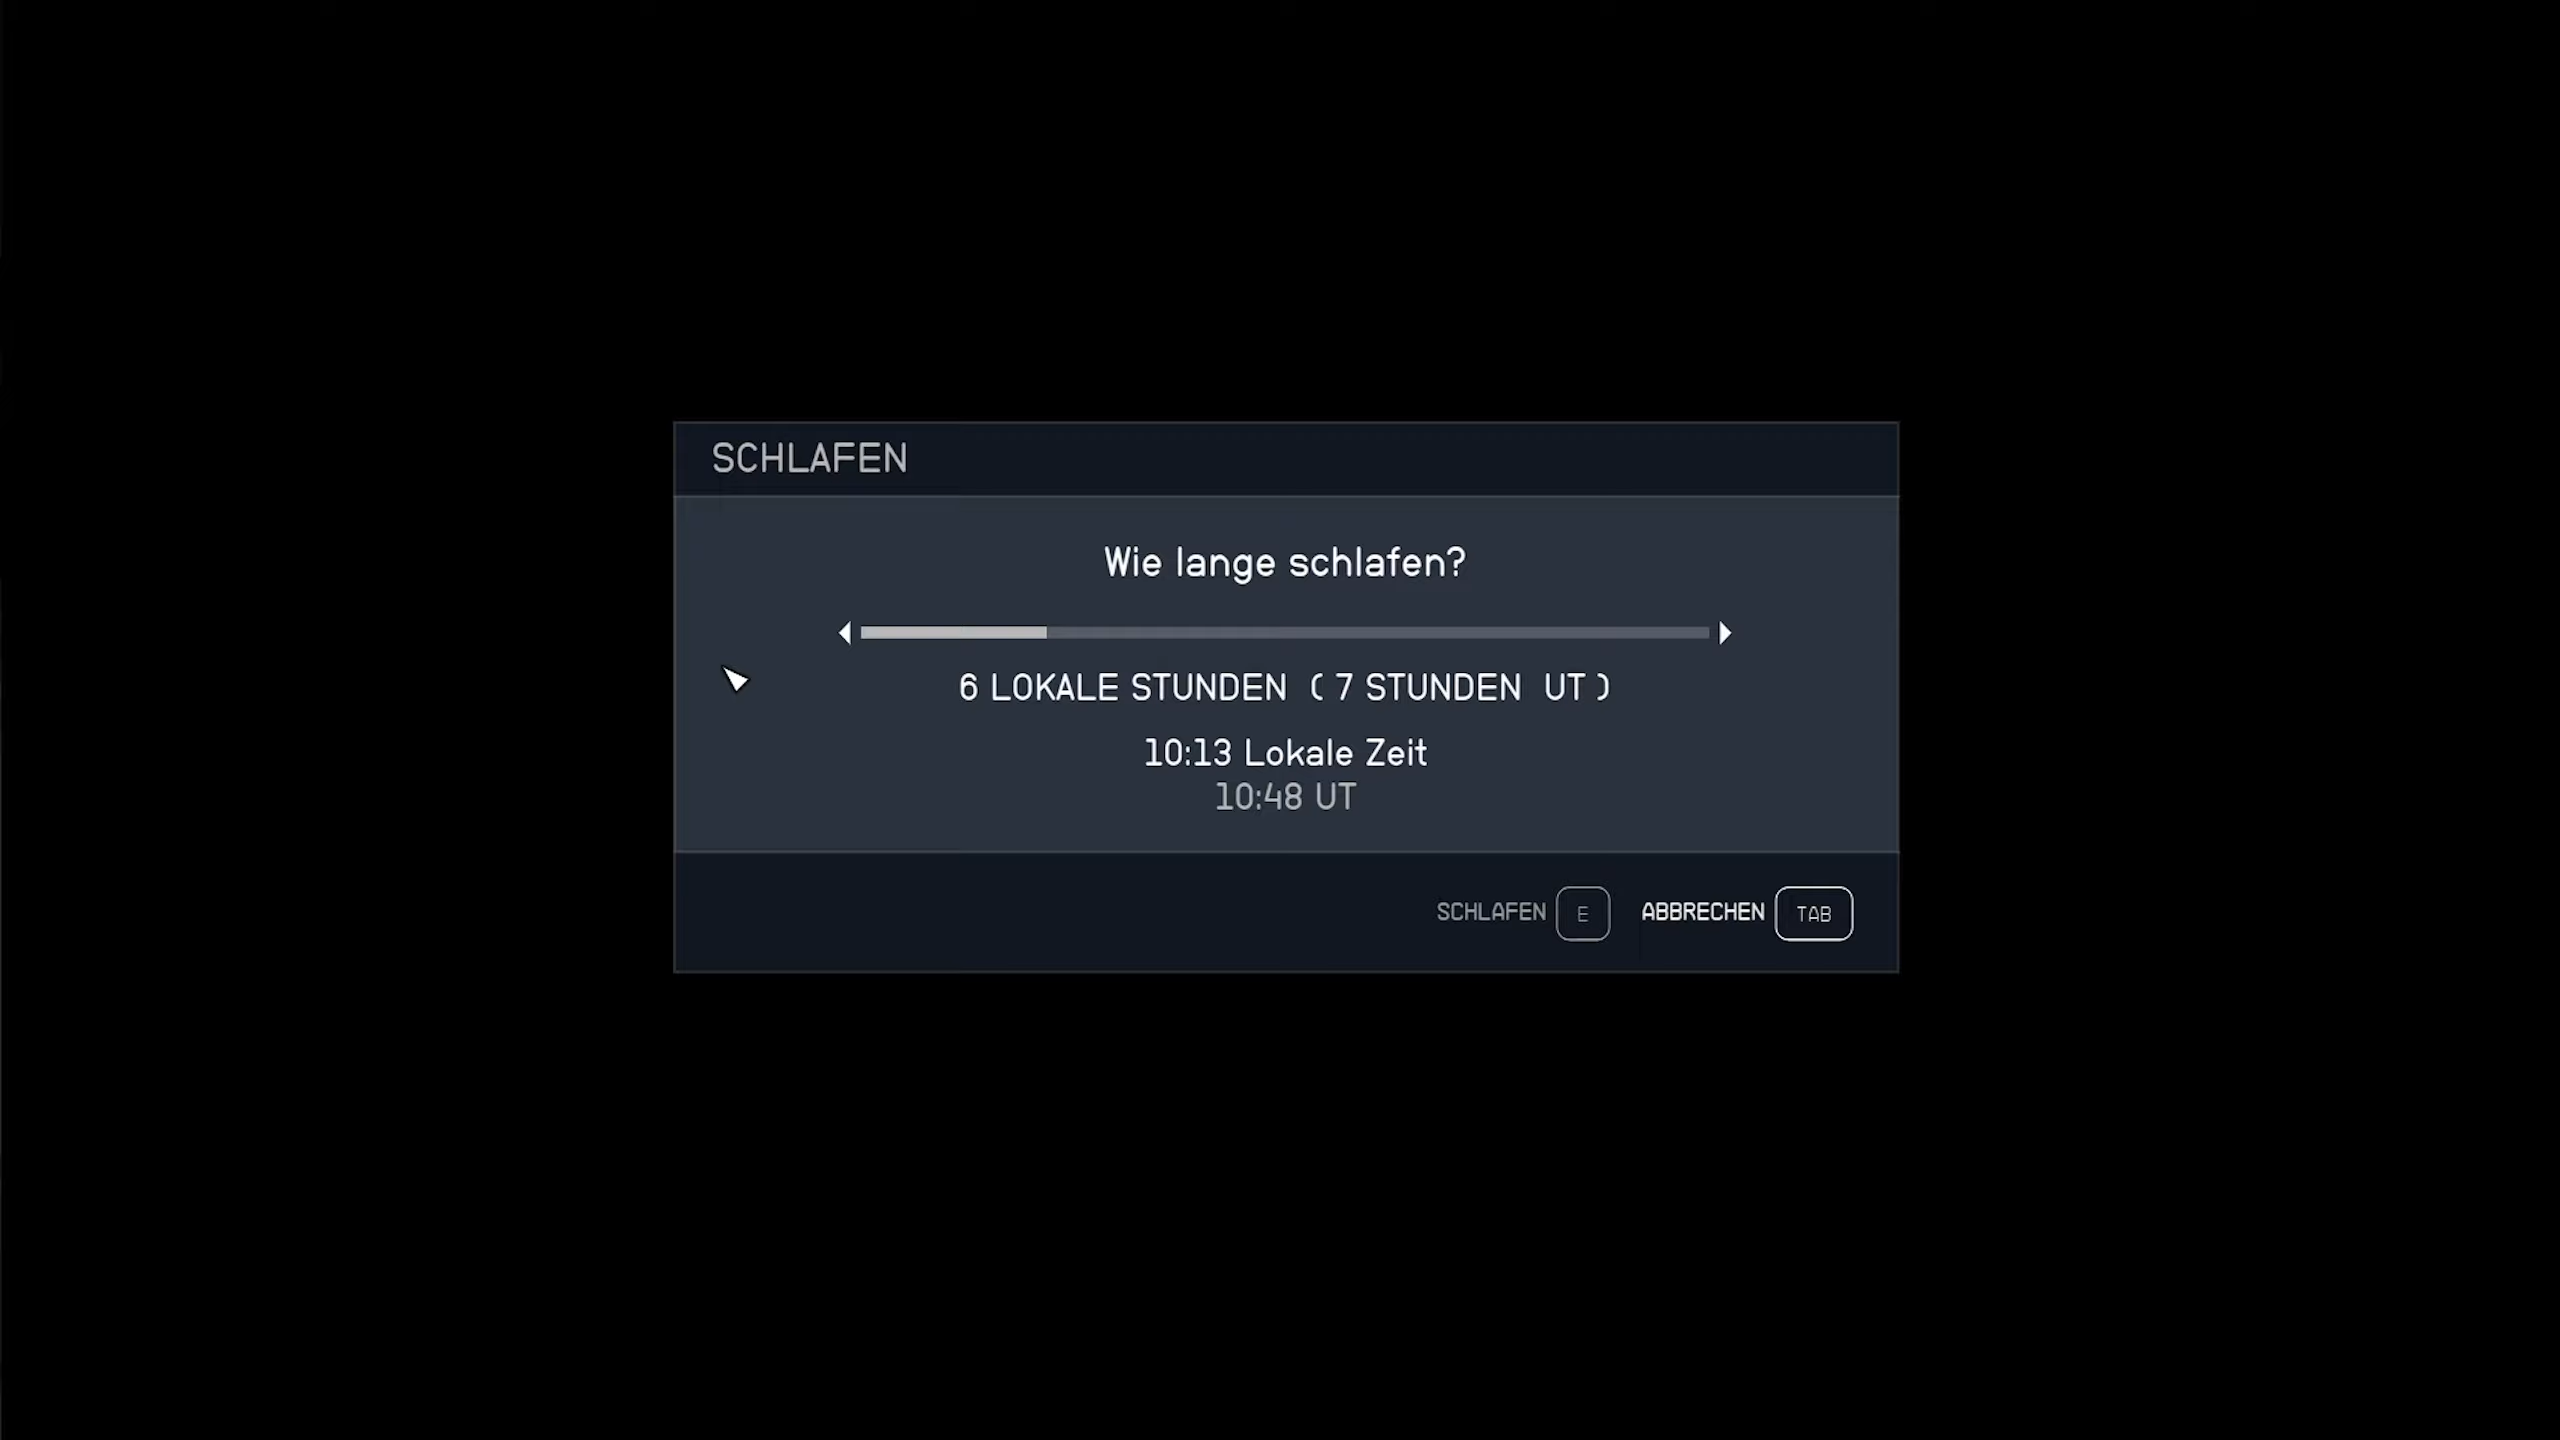 SCHLAFEN
Wie lange schlafen?
6 LOKALE STUNDEN ( 7 STUNDEN UT )
10:13 Lokale Zeit
10:48 UT
SCHLAFEN E ABBRECHEN TAB